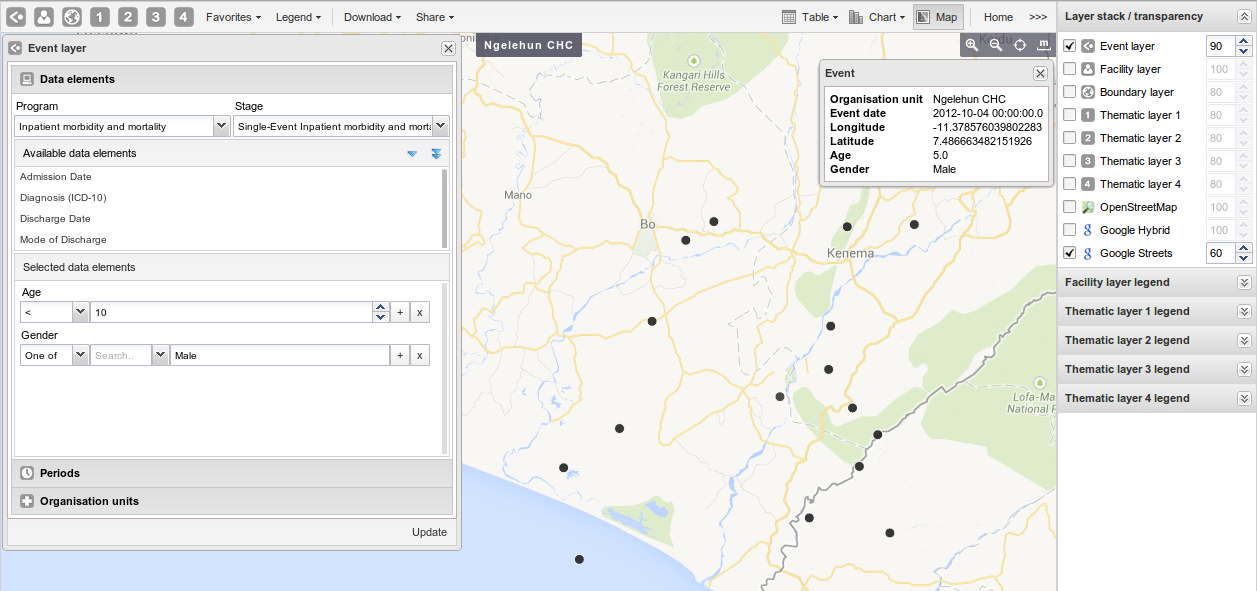 1 2 3 4 Favorites Legend Download Share Table Chart Map Home >>>
Event layer
Data elements
Program Stage
Inpatient morbidity and mortality Single-Event Inpatient morbidity and morta
Available data elements
Admission Date
Diagnosis (ICD-10)
Discharge Date
Mode of Discharge
Selected data elements
Age
< 10 + x
Gender
One of Search.. Male + x
Periods
Organisation units
Update
Ngelehun CHC
m
Kangari Hills
Forest Reserve
Mano
Bo
Kenema
Lofa-Ma
National F
Event
Organisation unit Ngelehun CHC
Event date 2012-10-04 00:00:00.0
Longitude -11.378576039802283
Latitude 7.486663482151926
Age 5.0
Gender Male
Layer stack / transparency
Event layer 90
Facility layer 100
Boundary layer 80
1 Thematic layer 1 80
2 Thematic layer 2 80
3 Thematic layer 3 80
4 Thematic layer 4 80
OpenStreetMap 100
g Google Hybrid 100
g Google Streets 60
Facility layer legend
Thematic layer 1 legend
Thematic layer 2 legend
Thematic layer 3 legend
Thematic layer 4 legend